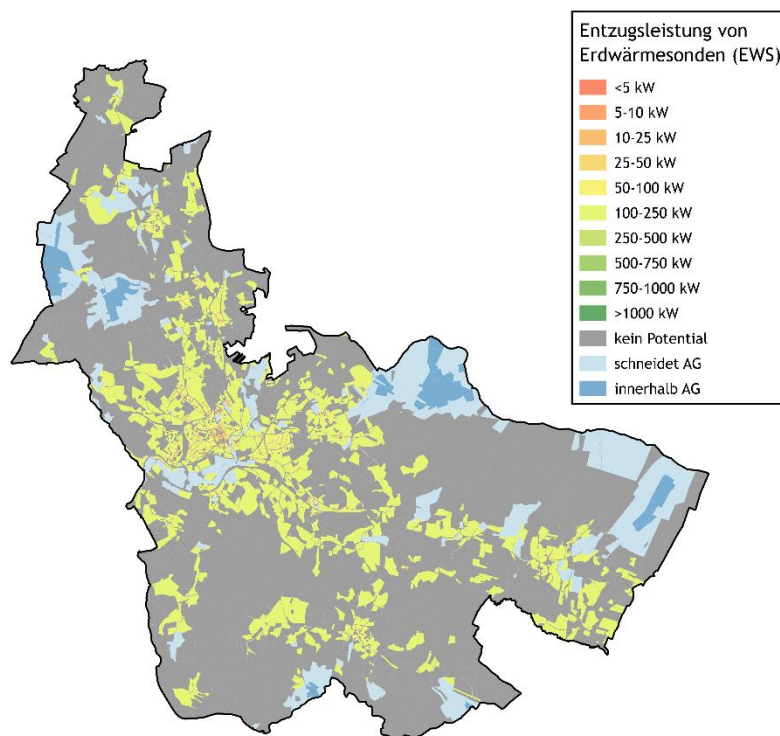 Entzugsleistung von
Erdwärmesonden (EWS)
<5 kW
5-10 kW
10-25 kW
25-50 kW
50-100 kW
100-250 kW
250-500 kW
500-750 kW
750-1000 kW
>1000 kW
kein Potential
schneidet AG
innerhalb AG